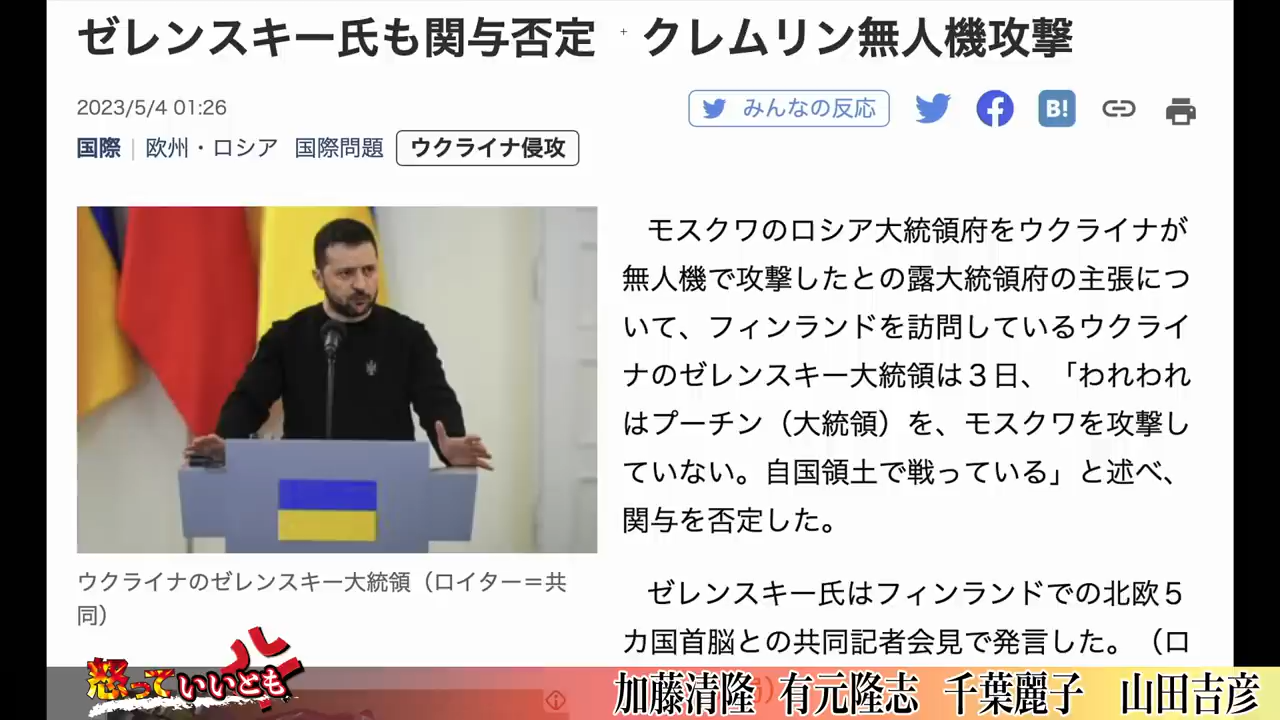 ゼレンスキー氏も関与否定 クレムリン無人機攻撃
2023/5/4 01:26
みんなの反応
B!
国際 | 欧州・ロシア 国際問題 ウクライナ侵攻
モスクワのロシア大統領府をウクライナが
無人機で攻撃したとの露大統領府の主張につ
いて、フィンランドを訪問しているウクライ
ナのゼレンスキー大統領は３日、「われわれ
はプーチン（大統領）を、モスクワを攻撃し
ていない。自国領土で戦っている」と述べ、
関与を否定した。
ウクライナのゼレンスキー大統領（ロイター＝共
同）
ゼレンスキー氏はフィンランドでの北欧５
カ国首脳との共同記者会見で発言した。（ロ
怒っていいとも
加藤清隆 有元隆志 千葉麗子 山田吉彦